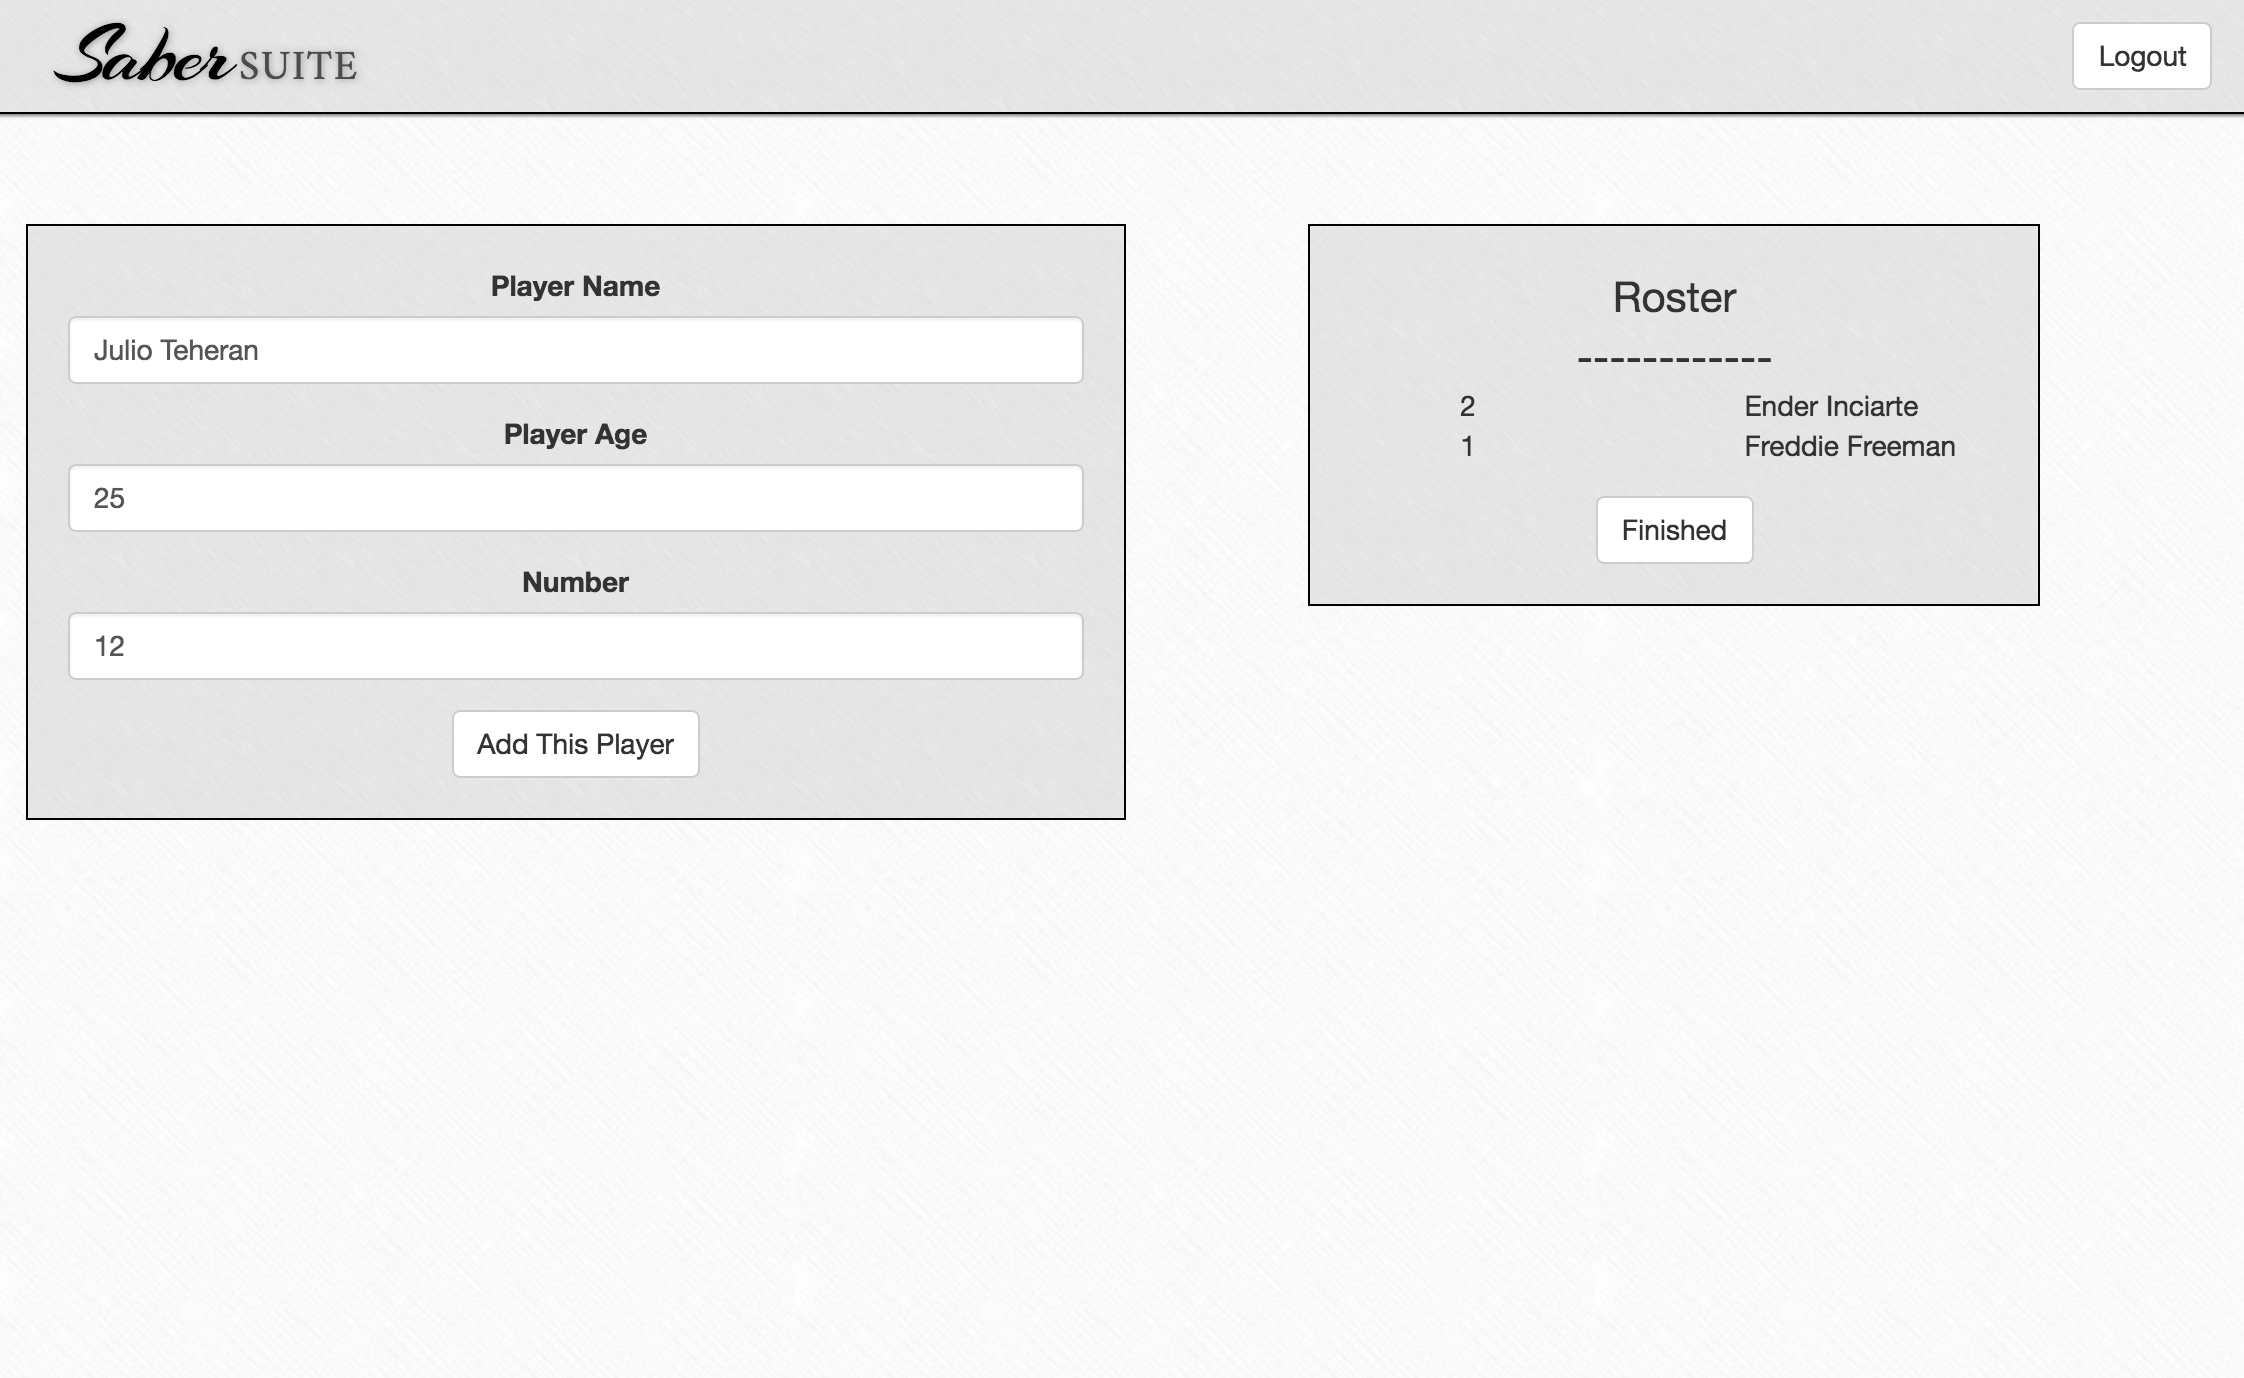 Saber SUITE
Logout
Player Name
Julio Teheran
Player Age
25
Number
12
Add This Player
Roster
------------
2 Ender Inciarte
1 Freddie Freeman
Finished